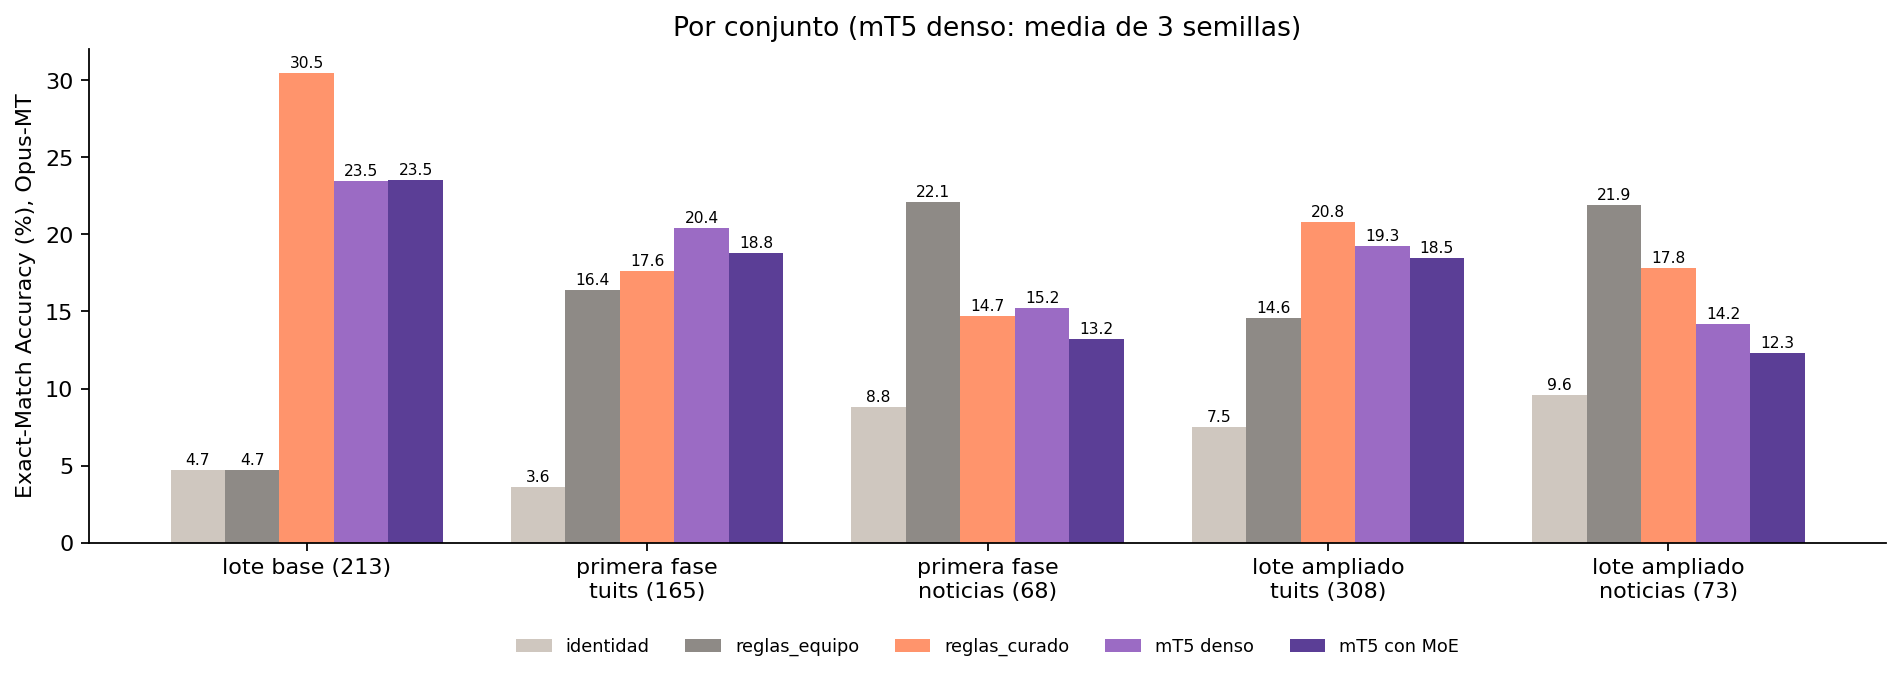 Por conjunto (mT5 denso: media de 3 semillas)
Exact-Match Accuracy (%), Opus-MT
30
25
20
15
10
5
0
4.7
4.7
30.5
23.5
23.5
3.6
16.4
17.6
20.4
18.8
8.8
22.1
14.7
15.2
13.2
7.5
14.6
20.8
19.3
18.5
9.6
21.9
17.8
14.2
12.3
lote base (213)
primera fase
tuits (165)
primera fase
noticias (68)
lote ampliado
tuits (308)
lote ampliado
noticias (73)
identidad
reglas_equipo
reglas_curado
mT5 denso
mT5 con MoE